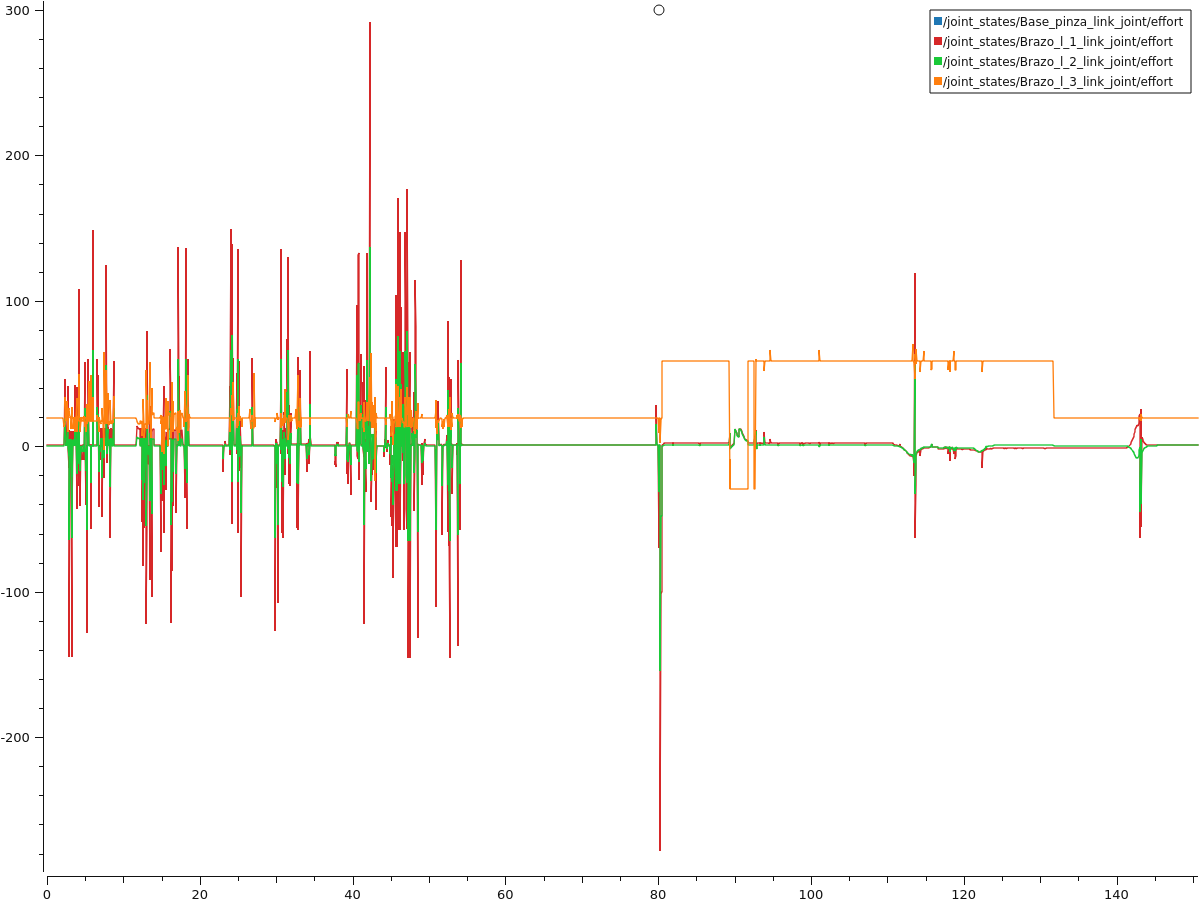 300
/joint_states/Base_pinza_link_joint/effort
/joint_states/Brazo_l_1_link_joint/effort
/joint_states/Brazo_l_2_link_joint/effort
/joint_states/Brazo_l_3_link_joint/effort
200
100
0
-100
-200
0 20 40 60 80 100 120 140